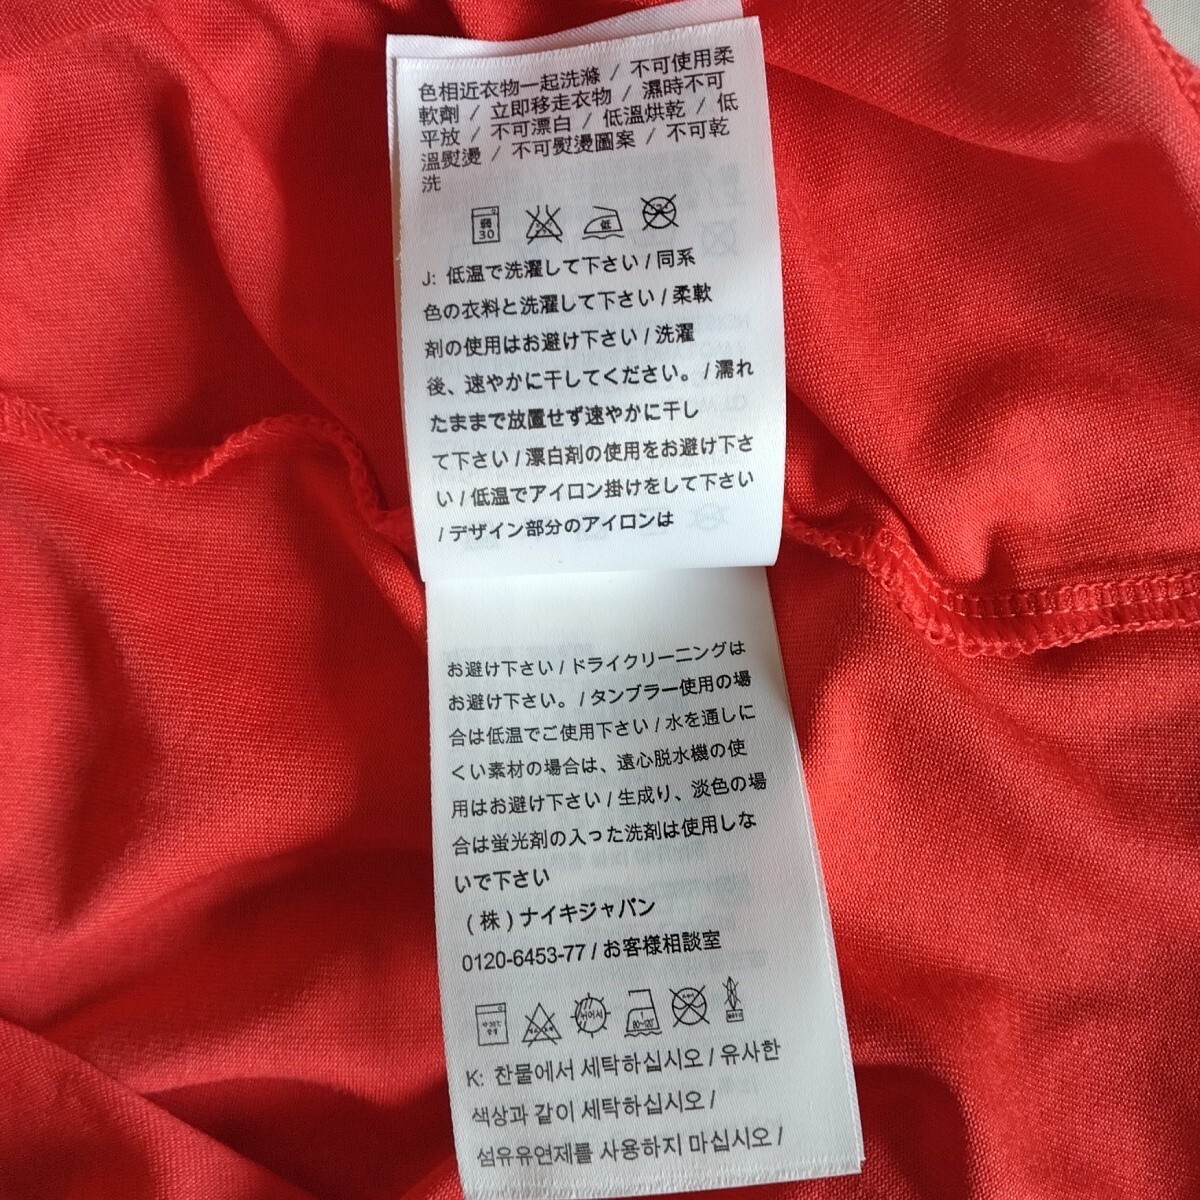 色相近衣物一起洗滌 / 不可使用柔
軟劑 / 立即移走衣物 / 濕時不可
平放 / 不可漂白 / 低溫烘乾 / 低
溫熨燙 / 不可熨燙圖案 / 不可乾
洗
弱
30
低
J: 低温で洗濯して下さい / 同系
色の衣料と洗濯して下さい / 柔軟
剤の使用はお避け下さい / 洗濯
後、速やかに干してください。 / 濡れ
たままで放置せず速やかに干し
て下さい / 漂白剤の使用をお避け下さ
い / 低温でアイロン掛けをして下さい
/ デザイン部分のアイロンは
お避け下さい / ドライクリーニングは
お避け下さい。 / タンブラー使用の場
合は低温でご使用下さい / 水を通しに
くい素材の場合は、遠心脱水機の使
用はお避け下さい / 生成り、淡色の場
合は蛍光剤の入った洗剤は使用しな
いで下さい
( 株 ) ナイキジャパン
0120-6453-77 / お客様相談室
K: 찬물에서 세탁하십시오 / 유사한
색상과 같이 세탁하십시오 /
섬유유연제를 사용하지 마십시오 /